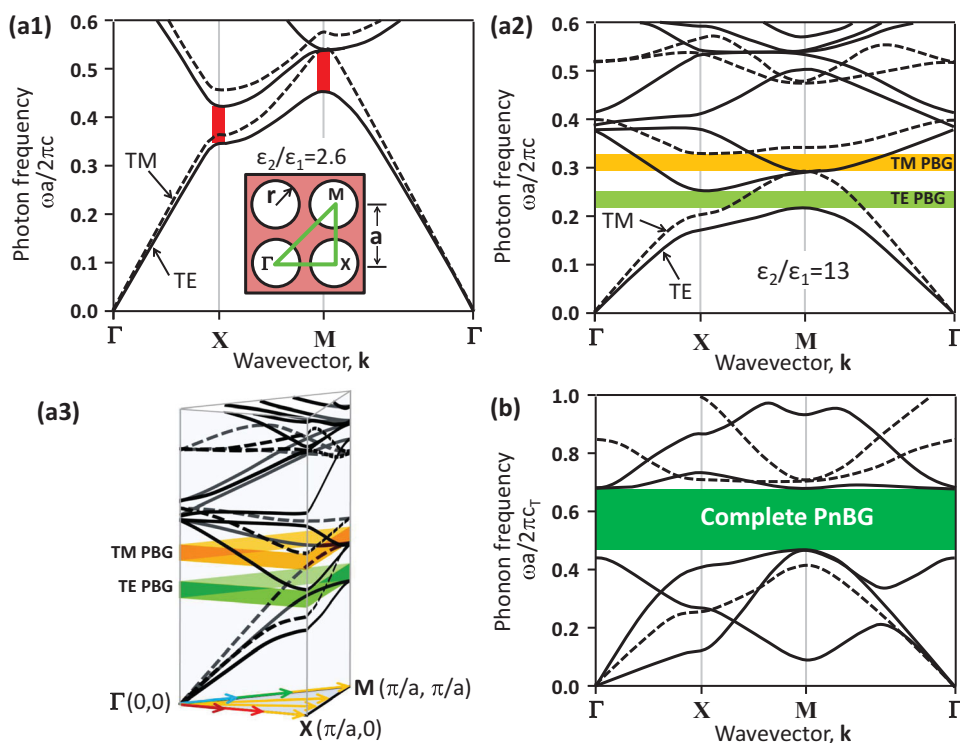 (a1)
Photon frequency
ωa/2πc
0.6
0.5
0.4
0.3
0.2
0.1
0.0
TM
TE
ε2/ε1=2.6
r
M
a
Γ
X
Γ
X
M
Γ
Wavevector, k
(a2)
Photon frequency
ωa/2πc
0.6
0.5
0.4
0.3
0.2
0.1
0.0
TM PBG
TE PBG
TM
TE
ε2/ε1=13
Γ
X
M
Γ
Wavevector, k
(a3)
TM PBG
TE PBG
Γ(0,0)
M(π/a, π/a)
X(π/a,0)
(b)
Phonon frequency
ωa/2πcT
1.0
0.8
0.6
0.4
0.2
0.0
Complete PnBG
Γ
X
M
Γ
Wavevector, k